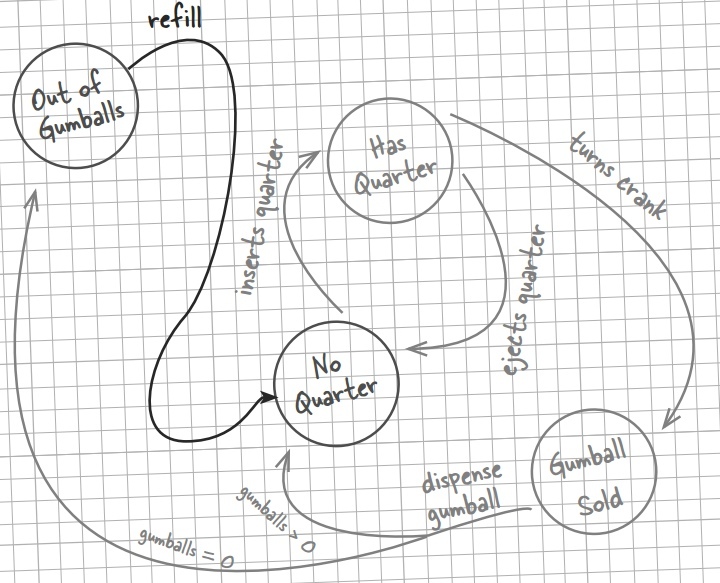 refill
Out of
Gumballs
Has
Quarter
turns crank
inserts quarter
ejects quarter
No
Quarter
Gumball
Sold
dispense
gumball
gumballs > 0
gumballs = 0